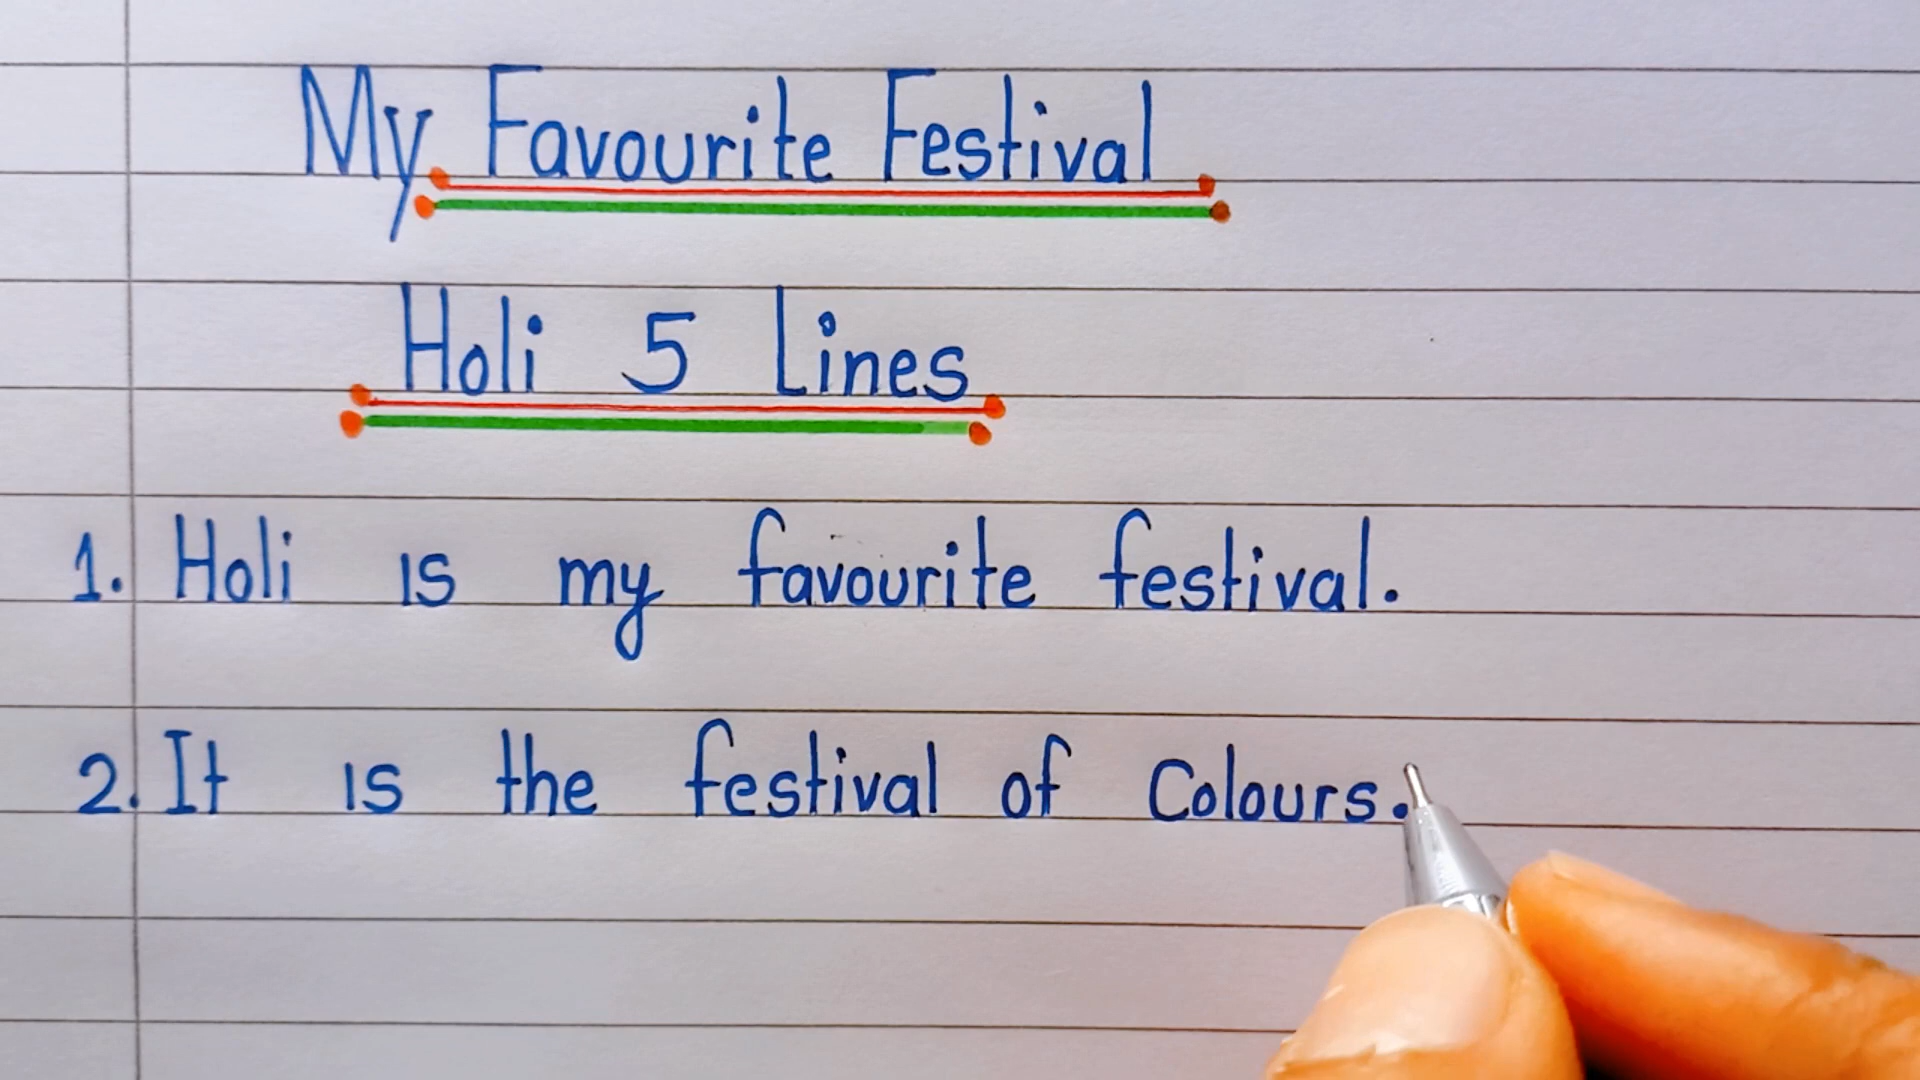 My Favourite Festival
Holi 5 Lines
1. Holi is my favourite festival.
2. It is the festival of Colours.